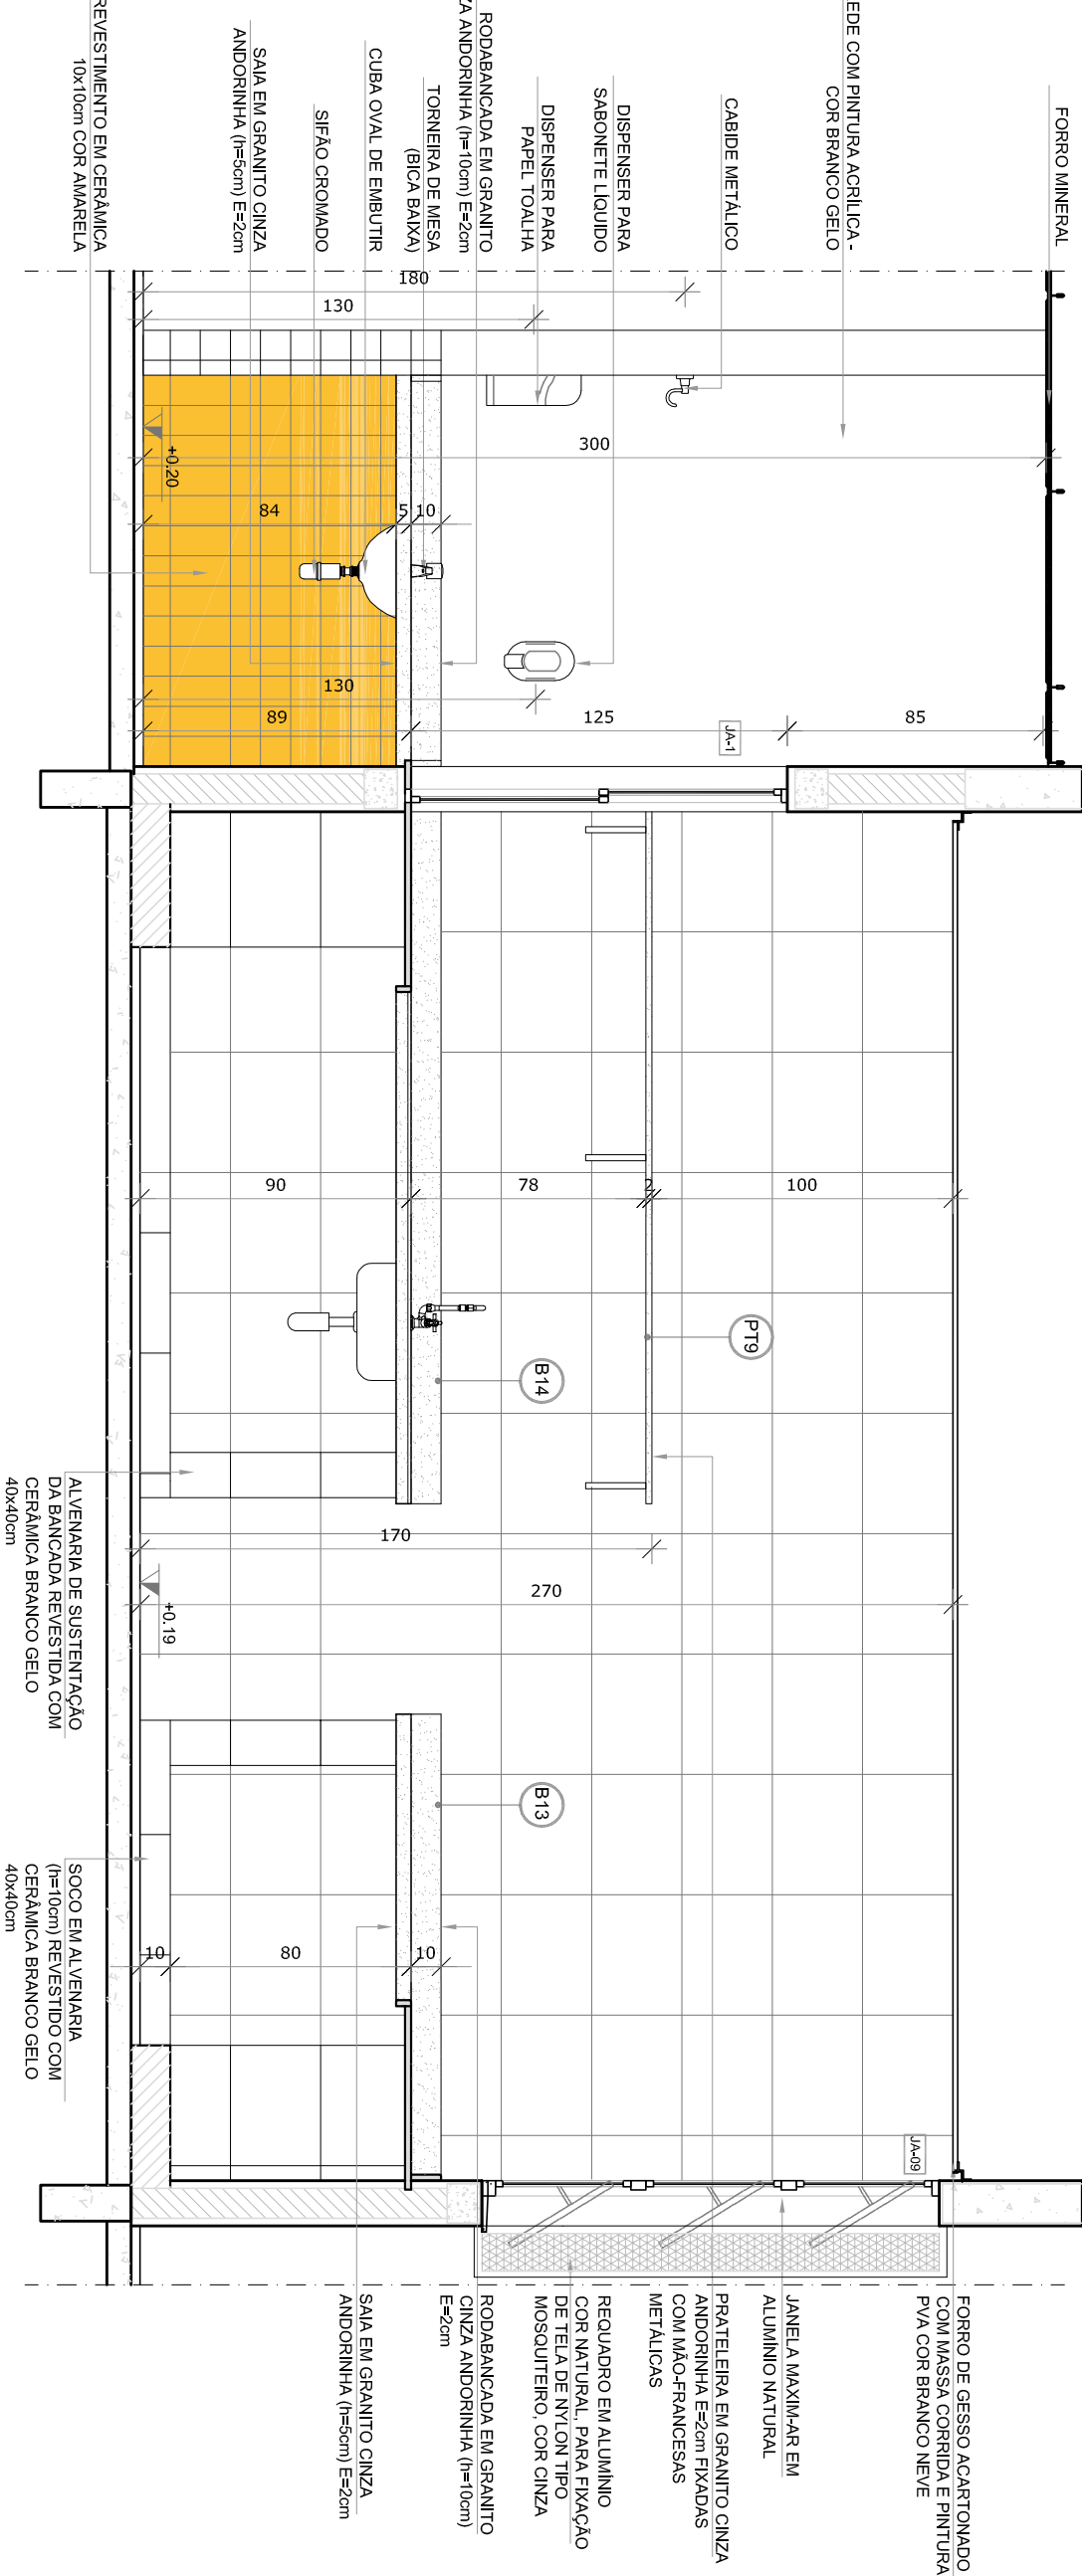 FORRO MINERAL
EDE COM PINTURA ACRÍLICA -
COR BRANCO GELO
CABIDE METÁLICO
DISPENSER PARA
SABONETE LÍQUIDO
DISPENSER PARA
PAPEL TOALHA
RODABANCADA EM GRANITO
ZA ANDORINHA (h=10cm) E=2cm
TORNEIRA DE MESA
(BICA BAIXA)
CUBA OVAL DE EMBUTIR
SIFÃO CROMADO
SAIA EM GRANITO CINZA
ANDORINHA (h=5cm) E=2cm
REVESTIMENTO EM CERÂMICA
10x10cm COR AMARELA
180
130
300
+0.20
84
5
10
130
89
125
85
JA-1
90
78
2
100
PT9
B14
170
270
+0.19
B13
10
80
10
JA-09
ALVENARIA DE SUSTENTAÇÃO
DA BANCADA REVESTIDA COM
CERÂMICA BRANCO GELO
40x40cm
SOCO EM ALVENARIA
(h=10cm) REVESTIDO COM
CERÂMICA BRANCO GELO
40x40cm
FORRO DE GESSO ACARTONADO
COM MASSA CORRIDA E PINTURA
PVA COR BRANCO NEVE
JANELA MAXIM-AR EM
ALUMÍNIO NATURAL
PRATELEIRA EM GRANITO CINZA
ANDORINHA E=2cm FIXADAS
COM MÃO-FRANCESAS
METÁLICAS
REQUADRO EM ALUMÍNIO
COR NATURAL, PARA FIXAÇÃO
DE TELA DE NYLON TIPO
MOSQUITEIRO, COR CINZA
RODABANCADA EM GRANITO
CINZA ANDORINHA (h=10cm)
E=2cm
SAIA EM GRANITO CINZA
ANDORINHA (h=5cm) E=2cm